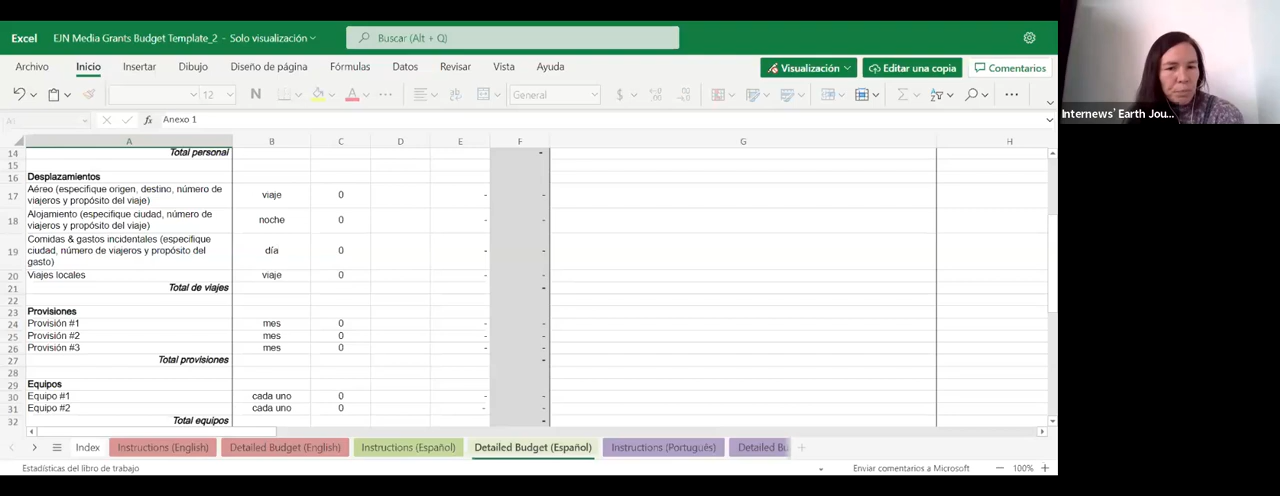 Excel EJN Media Grants Budget Template_2 - Solo visualización Buscar (Alt + Q)
Archivo Inicio Insertar Dibujo Diseño de página Fórmulas Datos Revisar Vista Ayuda Visualización Editar una copia Comentarios
12 N A General $
A1 fx Anexo 1
A B C D E F G H
14 Total personal -
15
16 Desplazamientos
Aéreo (especifique origen, destino, número de
17 viajeros y propósito del viaje) viaje 0 - -
Alojamiento (especifique ciudad, número de
18 viajeros y propósito del viaje) noche 0 - -
Comidas & gastos incidentales (especifique
19 ciudad, número de viajeros y propósito del día 0 - -
gasto)
20 Viajes locales viaje 0 - -
21 Total de viajes -
22
23 Provisiones
24 Provisión #1 mes 0 - -
25 Provisión #2 mes 0 - -
26 Provisión #3 mes 0 - -
27 Total provisiones -
28
29 Equipos
30 Equipo #1 cada uno 0 - -
31 Equipo #2 cada uno 0 - -
32 Total equipos -
Index Instructions (English) Detailed Budget (English) Instructions (Español) Detailed Budget (Español) Instructions (Português) Detailed Bu
Estadísticas del libro de trabajo Enviar comentarios a Microsoft 100%
Internews' Earth Jou...